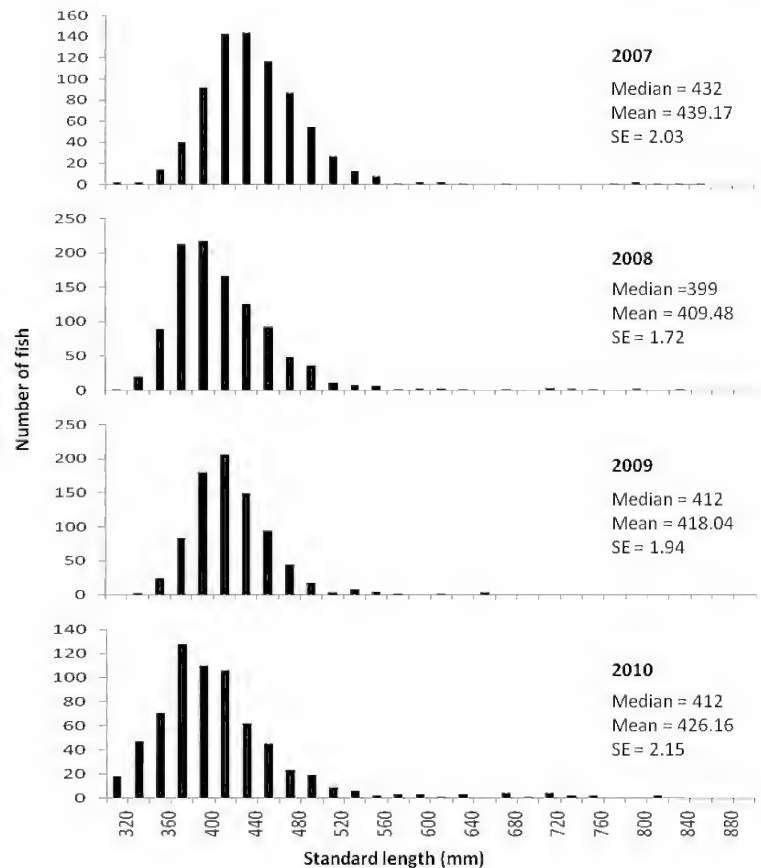 160
140
120
100
80
60
40
20
0
2007
Median = 432
Mean = 439.17
SE = 2.03
250
200
150
100
50
0
2008
Median =399
Mean = 409.48
SE = 1.72
Number of fish
250
200
150
100
50
0
2009
Median = 412
Mean = 418.04
SE = 1.94
140
120
100
80
60
40
20
0
2010
Median = 412
Mean = 426.16
SE = 2.15
320 360 400 440 480 520 560 600 640 680 720 760 800 840 880
Standard length (mm)